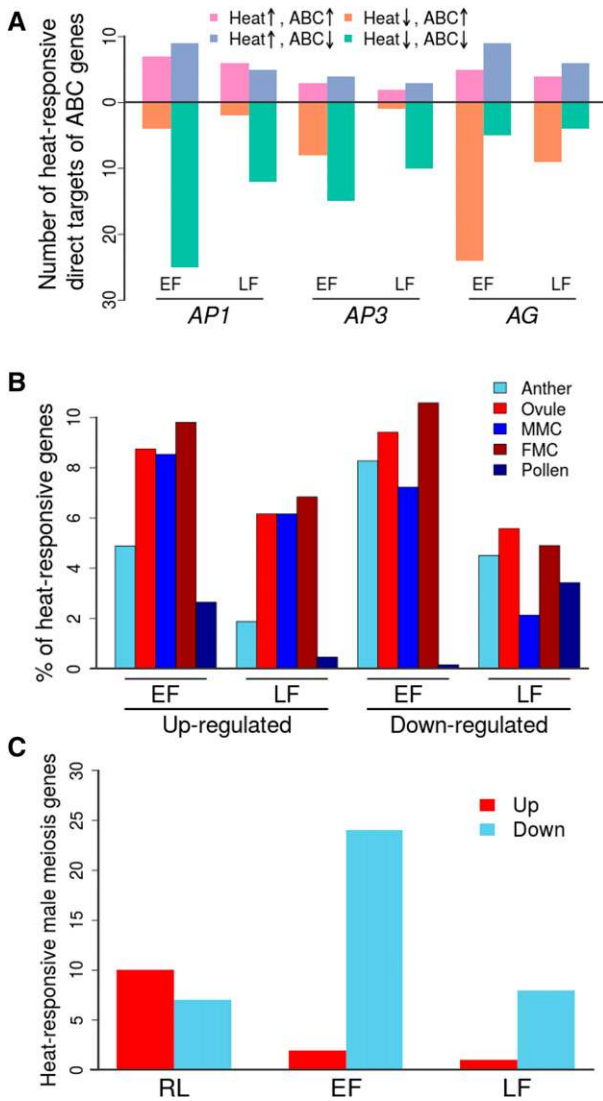 A
Heat↑, ABC↑ Heat↓, ABC↑
Heat↑, ABC↓ Heat↓, ABC↓
Number of heat-responsive
direct targets of ABC genes
10
0
10
20
30
EF LF EF LF EF LF
AP1 AP3 AG
B
% of heat-responsive genes
10
8
6
4
2
0
Anther
Ovule
MMC
FMC
Pollen
EF LF EF LF
Up-regulated Down-regulated
C
Heat-responsive male meiosis genes
30
25
20
15
10
5
0
Up
Down
RL EF LF